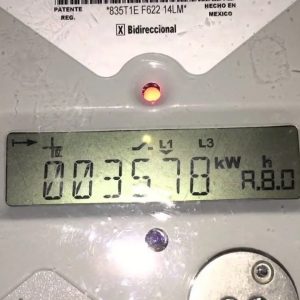 PATENTE HECHO EN
REG. "835T1E F622 14LM" MEXICO
X Bidireccional
L1 L3
003578 kW h A.8.0